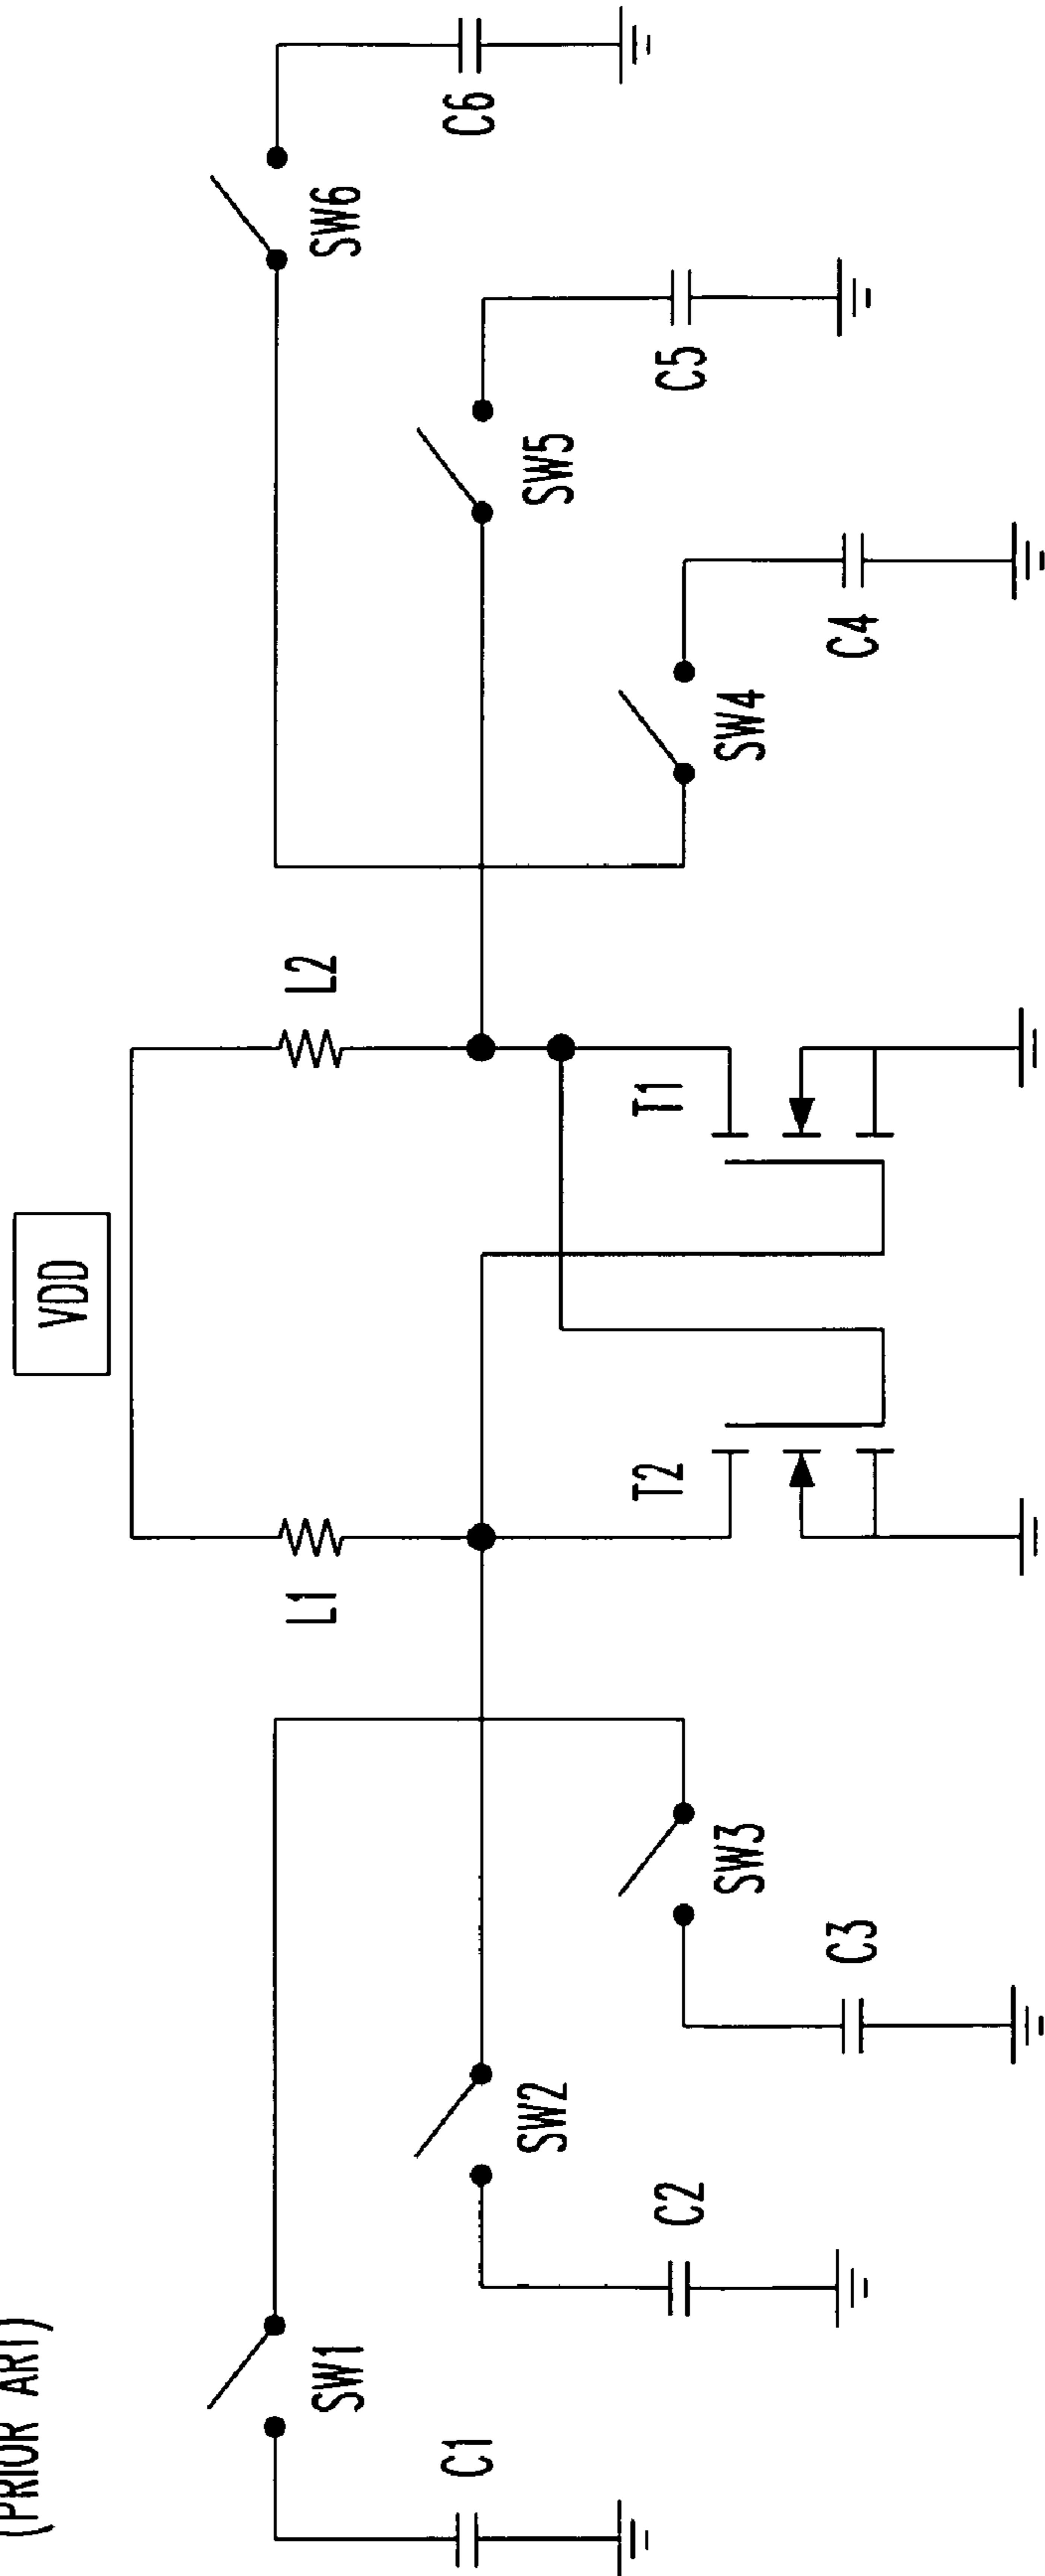 (PRIOR ART)
VDD
L1
L2
SW1
SW6
C1
C6
SW2
SW5
T2
T1
C2
C5
SW3
SW4
C3
C4